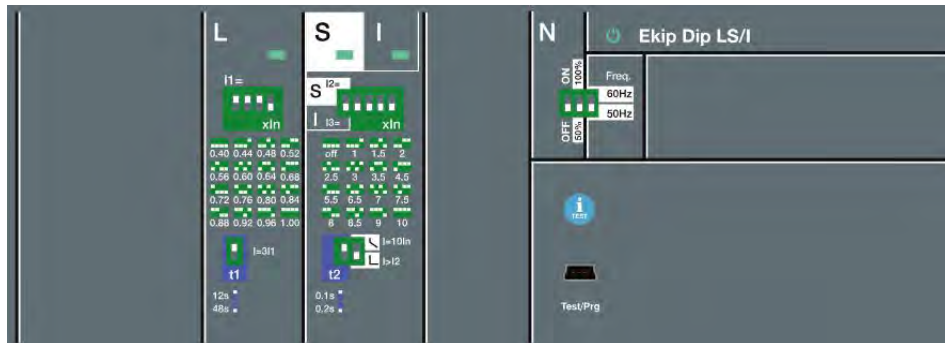 L
S I
N
Ekip Dip LS/I
I1=
xIn
S I2=
I I3=
xIn
ON 100%
OFF 50%
Freq.
60Hz
50Hz
0.40 0.44 0.48 0.52
0.56 0.60 0.64 0.68
0.72 0.76 0.80 0.84
0.88 0.92 0.96 1.00
off 1 1.5 2
2.5 3 3.5 4.5
5.5 6.5 7 7.5
8 8.5 9 10
I=3I1
t1
12s
48s
I=10In
I>I2
t2
0.1s
0.2s
i
TEST
Test/Prg